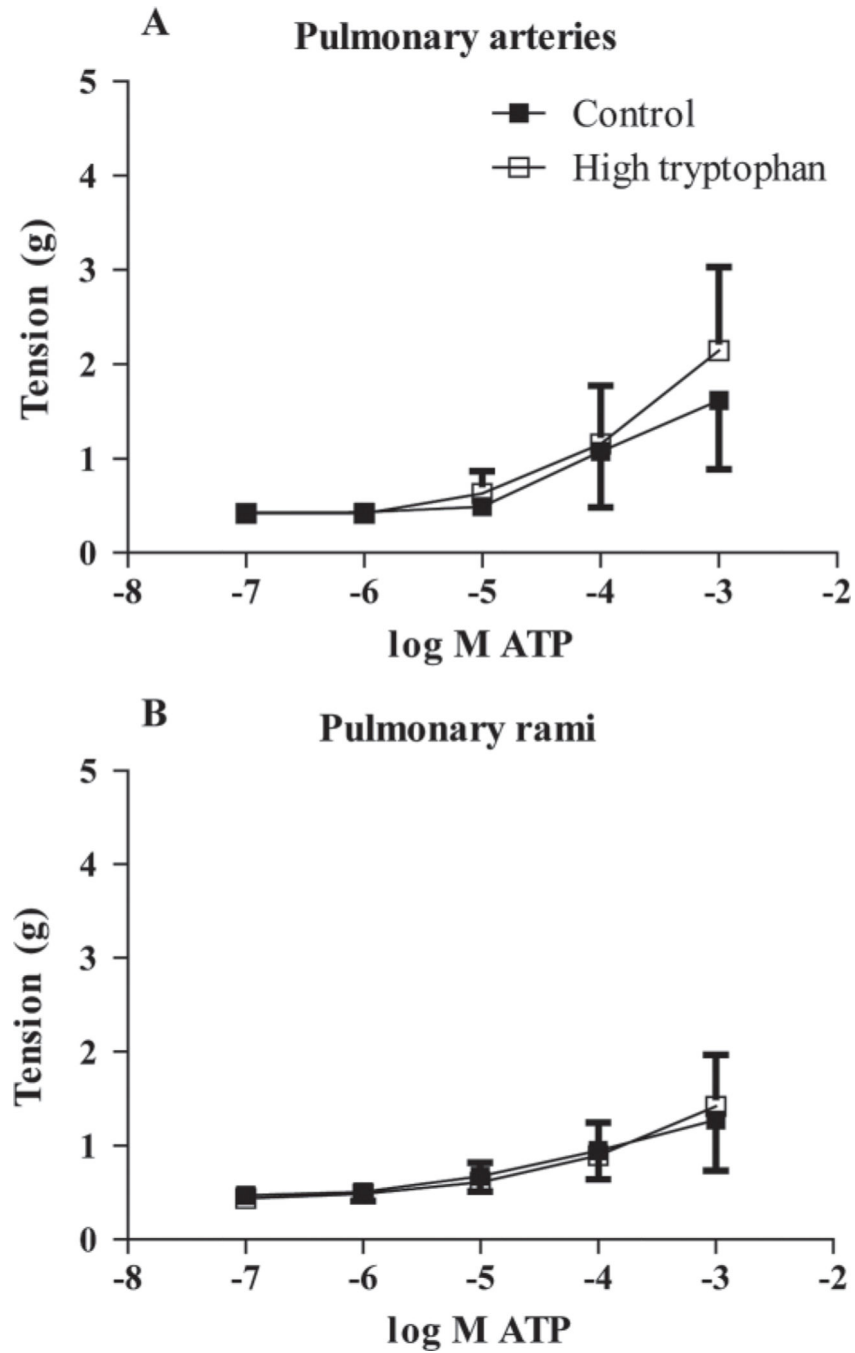 A
Pulmonary arteries
5
4
3
2
1
0
Tension (g)
Control
High tryptophan
-8 -7 -6 -5 -4 -3 -2
log M ATP
B
Pulmonary rami
5
4
3
2
1
0
Tension (g)
-8 -7 -6 -5 -4 -3 -2
log M ATP